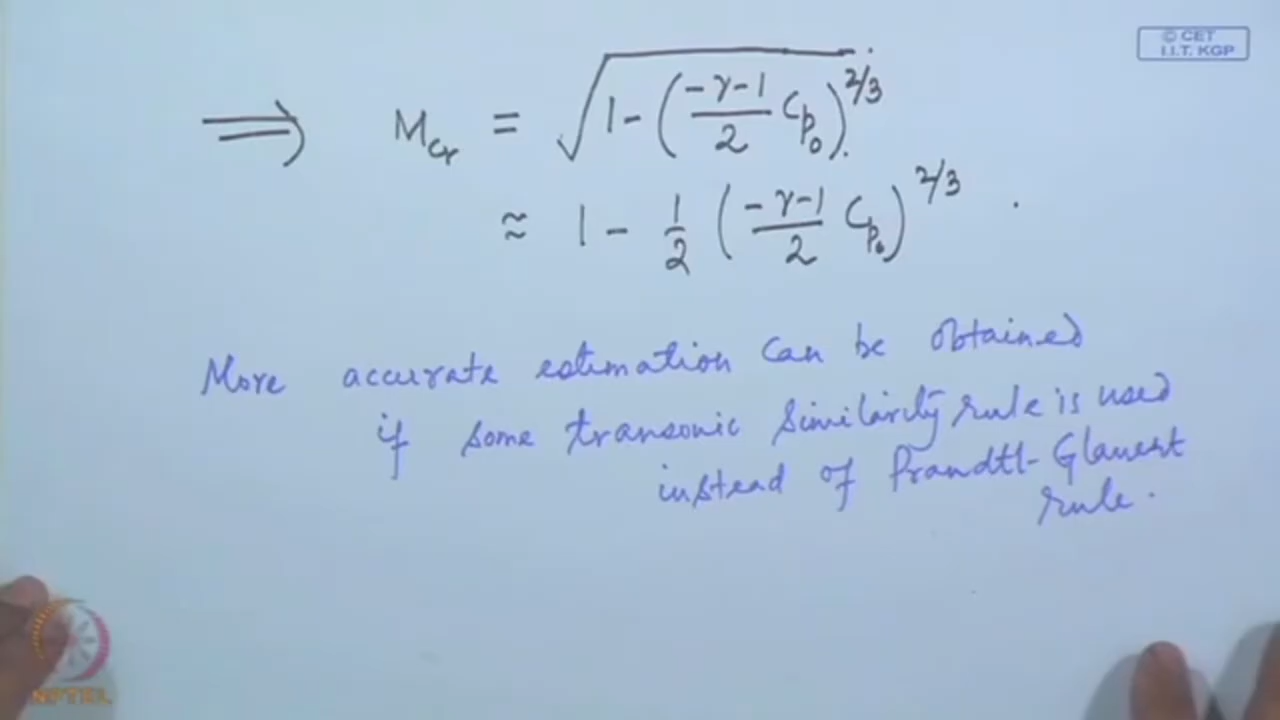 © CET
I.I.T. KGP
⟹ M_cr = √(1 - ((-γ-1)/2 C_p₀)^(2/3))
≈ 1 - 1/2 ((-γ-1)/2 C_p₀)^(2/3) .
More accurate estimation can be obtained
if some transonic similarity rule is used
instead of Prandtl-Glauert
rule.
NPTEL